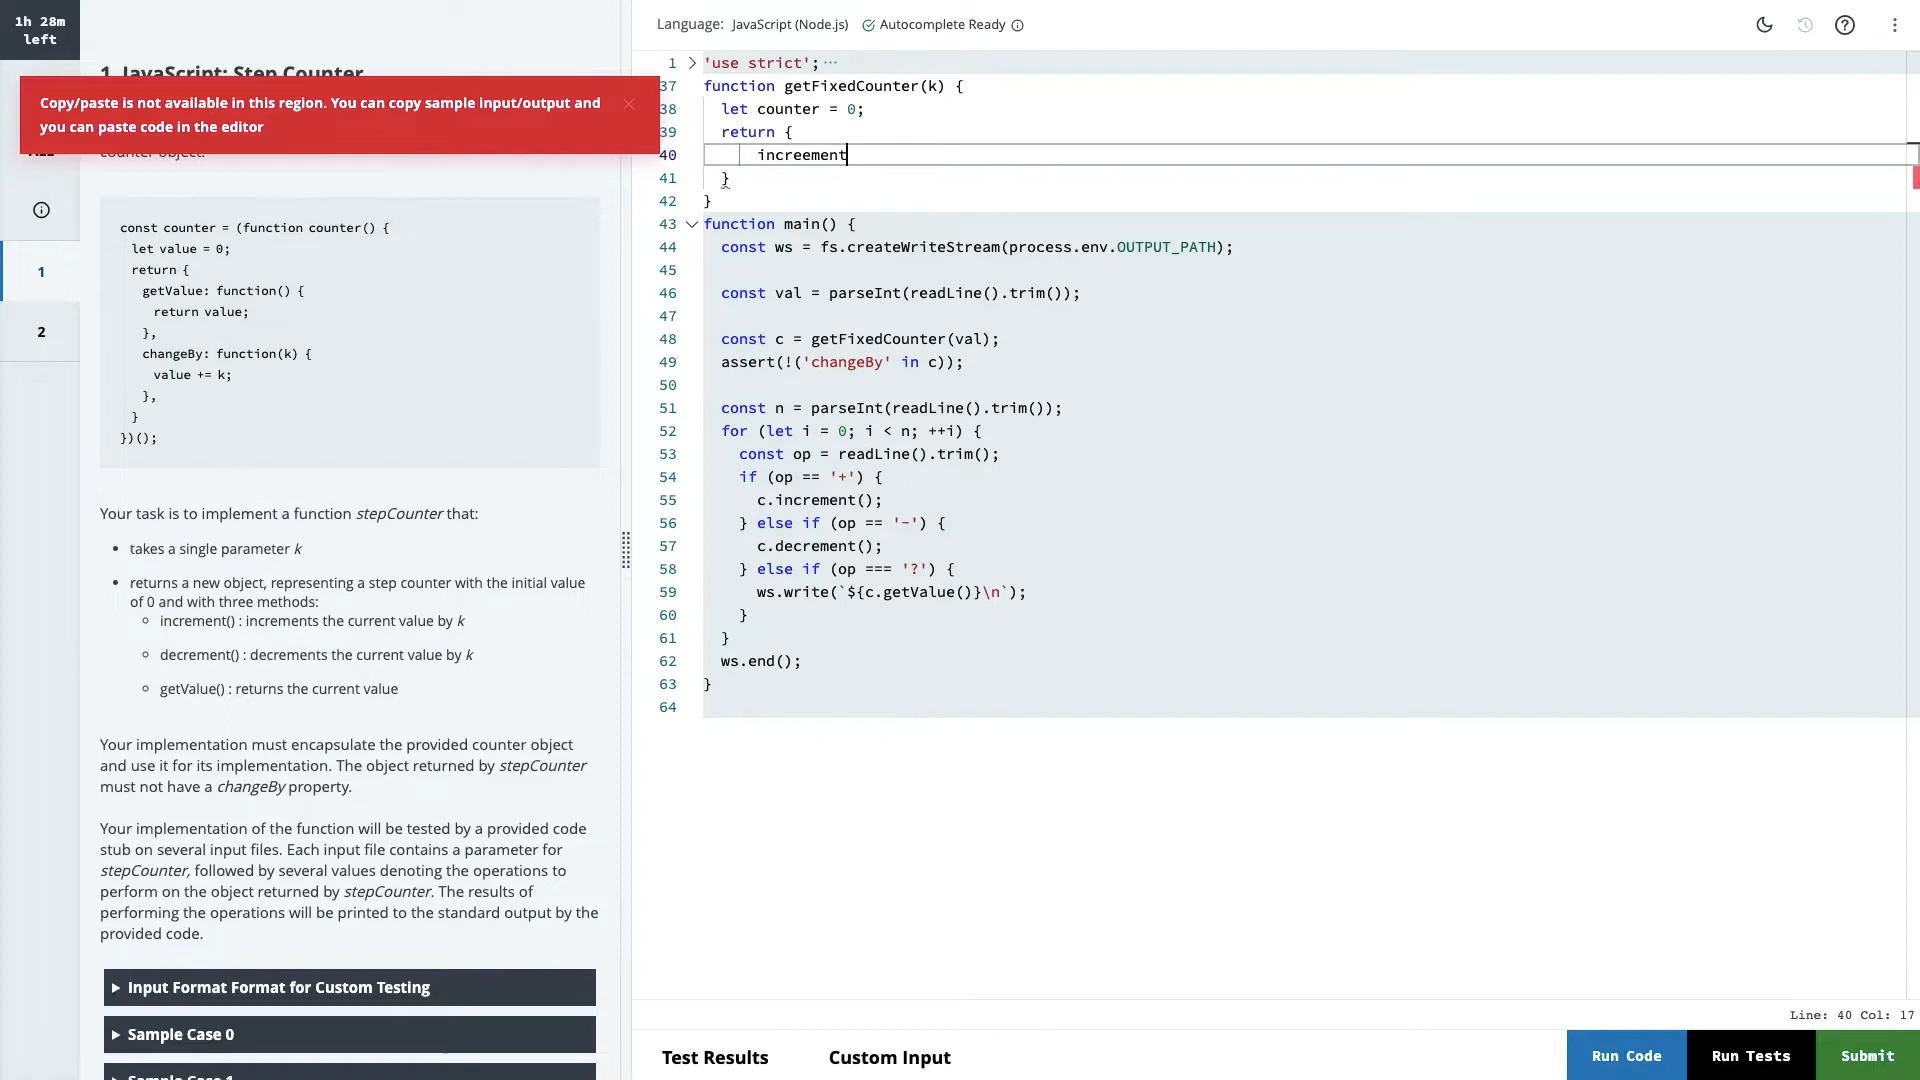 1h 28m
left
1. JavaScript: Step Counter
Copy/paste is not available in this region. You can copy sample input/output and
you can paste code in the editor
counter object.
1
2
const counter = (function counter() {
  let value = 0;
  return {
    getValue: function() {
      return value;
    },
    changeBy: function(k) {
      value += k;
    },
  }
})();
Your task is to implement a function stepCounter that:
• takes a single parameter k
• returns a new object, representing a step counter with the initial value
of 0 and with three methods:
◦ increment() : increments the current value by k
◦ decrement() : decrements the current value by k
◦ getValue() : returns the current value
Your implementation must encapsulate the provided counter object
and use it for its implementation. The object returned by stepCounter
must not have a changeBy property.
Your implementation of the function will be tested by a provided code
stub on several input files. Each input file contains a parameter for
stepCounter, followed by several values denoting the operations to
perform on the object returned by stepCounter. The results of
performing the operations will be printed to the standard output by the
provided code.
Input Format Format for Custom Testing
Sample Case 0
Sample Case 1
Language: JavaScript (Node.js) Autocomplete Ready
1 'use strict';···
37 function getFixedCounter(k) {
38   let counter = 0;
39   return {
40       increement
41   }
42 }
43 function main() {
44   const ws = fs.createWriteStream(process.env.OUTPUT_PATH);
45
46   const val = parseInt(readLine().trim());
47
48   const c = getFixedCounter(val);
49   assert(!('changeBy' in c));
50
51   const n = parseInt(readLine().trim());
52   for (let i = 0; i < n; ++i) {
53     const op = readLine().trim();
54     if (op == '+') {
55       c.increment();
56     } else if (op == '-') {
57       c.decrement();
58     } else if (op === '?') {
59       ws.write(`${c.getValue()}\n`);
60     }
61   }
62   ws.end();
63 }
64
Line: 40 Col: 17
Test Results Custom Input
Run Code Run Tests Submit